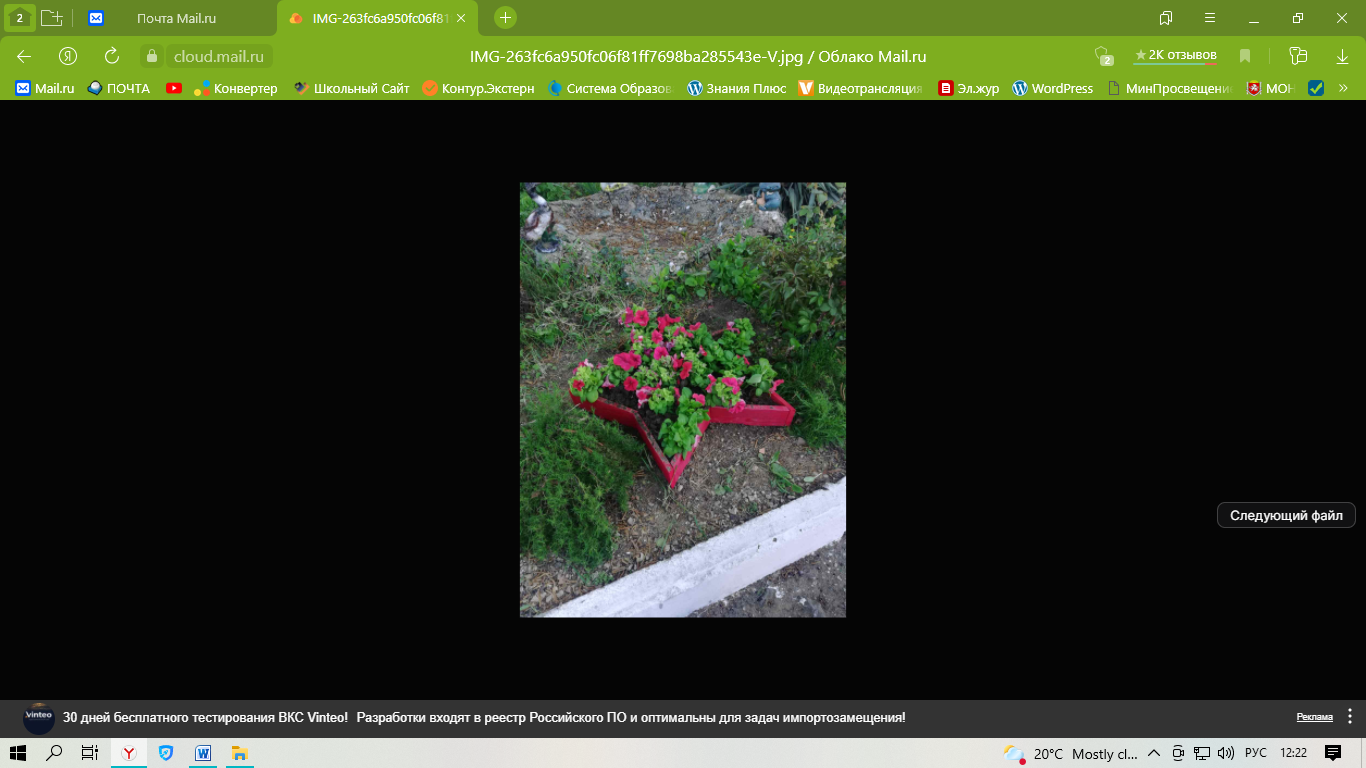 2
Почта Mail.ru
IMG-263fc6a950fc06f81
cloud.mail.ru
IMG-263fc6a950fc06f81ff7698ba285543e-V.jpg / Облако Mail.ru
2
2K отзывов
Mail.ru
ПОЧТА
Конвертер
Школьный Сайт
Контур.Экстерн
Система Образов
Знания Плюс
Видеотрансляция
Эл.жур
WordPress
МинПросвещени
МОН
Следующий файл
Vinteo
30 дней бесплатного тестирования ВКС Vinteo! Разработки входят в реестр Российского ПО и оптимальны для задач импортозамещения!
Реклама
20°C Mostly cl...
РУС
12:22